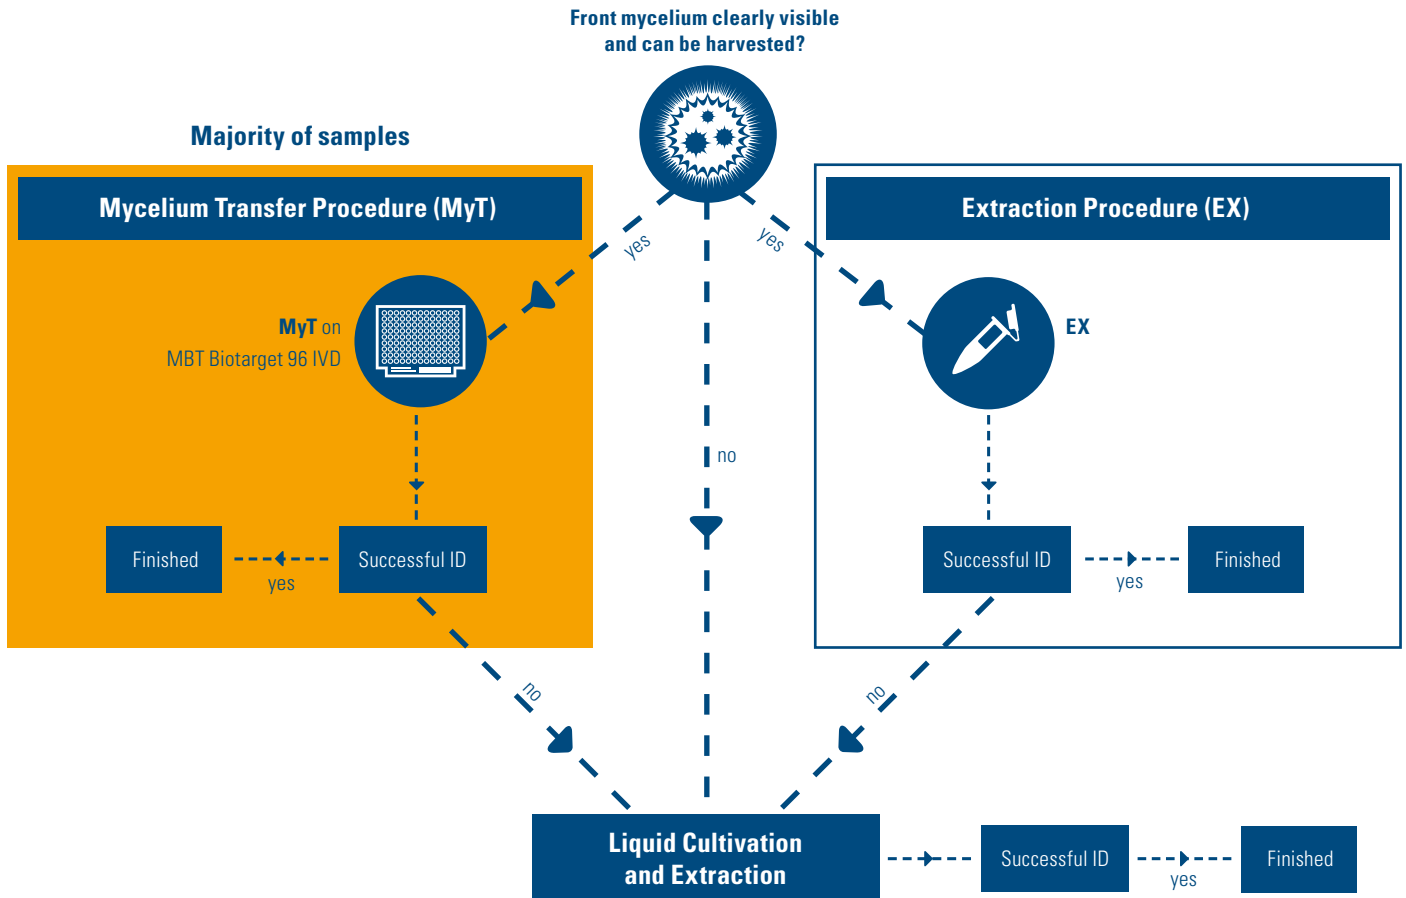 Front mycelium clearly visible
and can be harvested?
Majority of samples
Mycelium Transfer Procedure (MyT)
Extraction Procedure (EX)
yes
yes
MyT on
MBT Biotarget 96 IVD
EX
no
Finished
yes
Successful ID
Successful ID
yes
Finished
no
no
Liquid Cultivation
and Extraction
Successful ID
yes
Finished